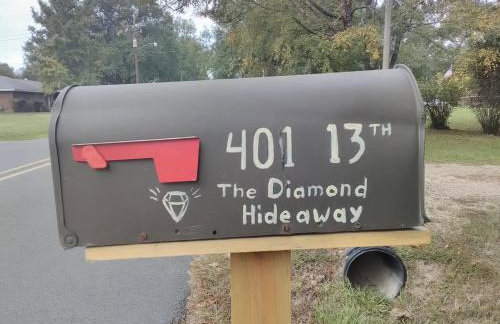 401 13TH
The Diamond
Hideaway